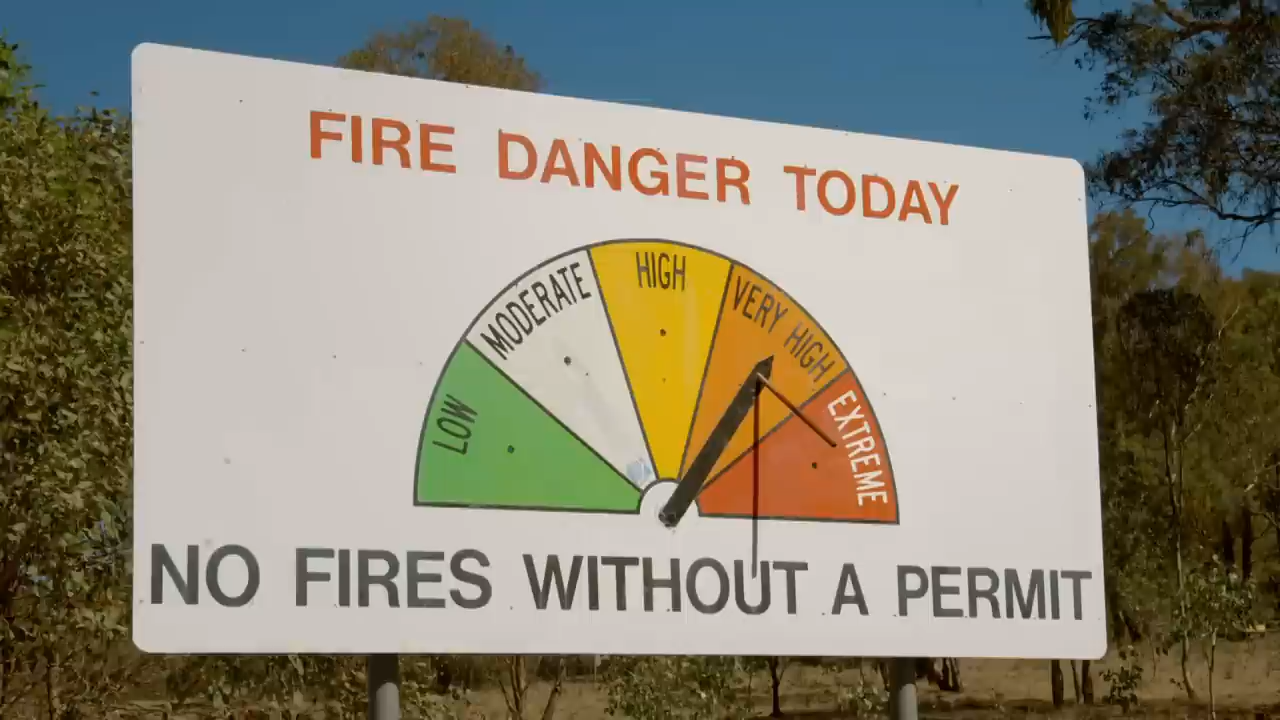 FIRE DANGER TODAY
LOW
MODERATE
HIGH
VERY HIGH
EXTREME
NO FIRES WITHOUT A PERMIT